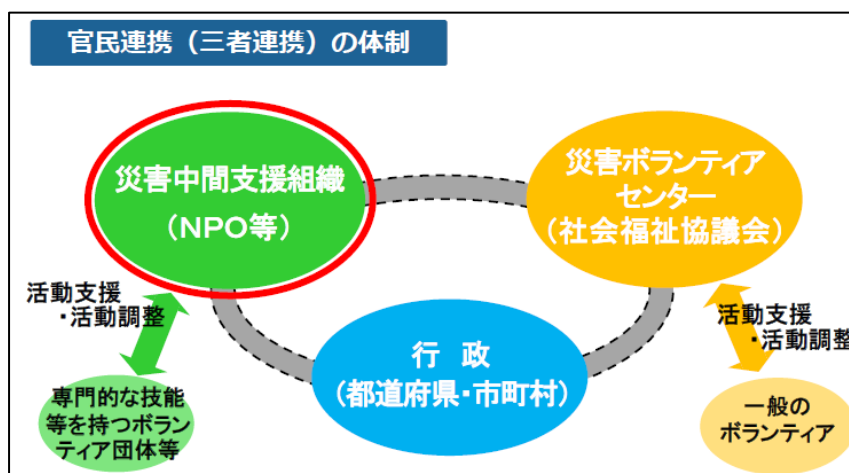 官民連携（三者連携）の体制
災害中間支援組織
（NPO等）
災害ボランティア
センター
（社会福祉協議会）
活動支援
・活動調整
活動支援
・活動調整
行 政
（都道府県・市町村）
専門的な技能
等を持つボラン
ティア団体等
一般の
ボランティア